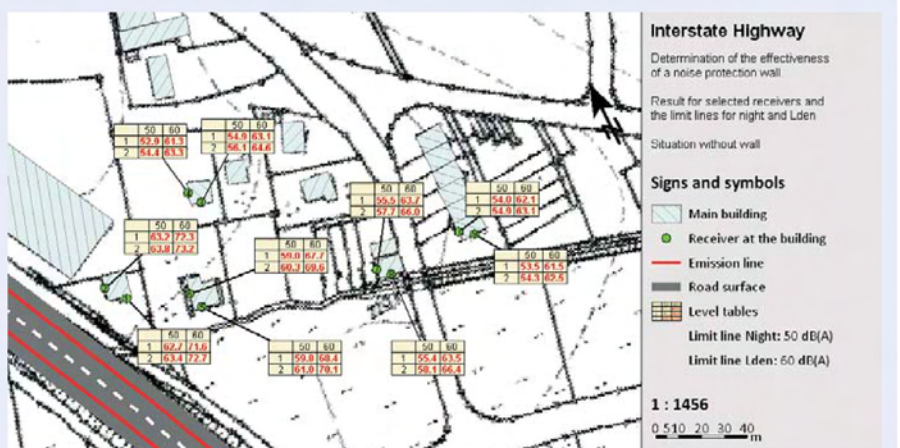 50 60
1 52.9 61.3
2 54.4 63.3
50 60
1 54.9 63.1
2 56.1 64.6
50 60
1 55.5 63.7
2 57.7 66.0
50 60
1 54.0 62.1
2 54.9 63.1
50 60
1 63.2 72.3
2 63.8 73.2
50 60
1 59.0 67.7
2 60.3 69.6
50 60
1 53.5 61.5
2 54.3 62.5
50 60
1 62.7 71.6
2 63.4 72.7
50 60
1 59.8 68.4
2 61.0 70.1
50 60
1 55.4 63.5
2 58.1 66.4
Interstate Highway
Determination of the effectiveness
of a noise protection wall
Result for selected receivers and
the limit lines for night and Lden
Situation without wall
Signs and symbols
Main building
Receiver at the building
Emission line
Road surface
Level tables
Limit line Night: 50 dB(A)
Limit line Lden: 60 dB(A)
1 : 1456
0 5 10 20 30 40
m